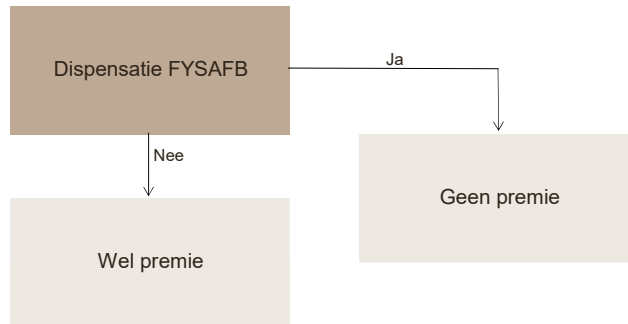 Dispensatie FYSAFB
Ja
Nee
Geen premie
Wel premie